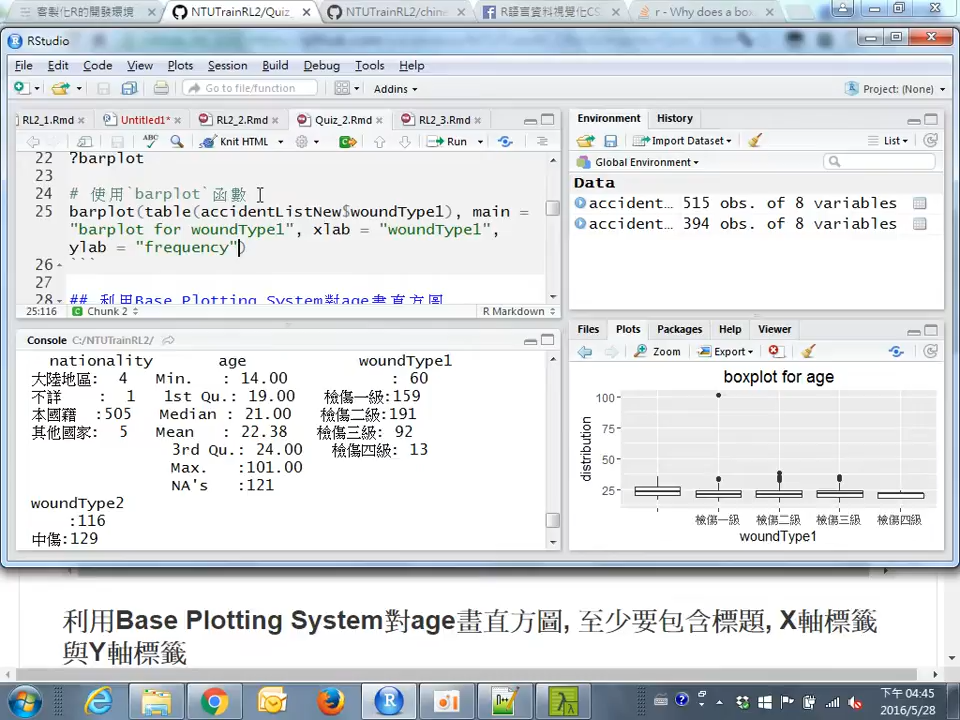 客製化R的開發環境
NTUTrainRL2/Quiz_
NTUTrainRL2/chine
R語言資料視覺化CS
r - Why does a box
RStudio
File Edit Code View Plots Session Build Debug Tools Help
Go to file/function
Addins
Project: (None)
RL2_1.Rmd
Untitled1*
RL2_2.Rmd
Quiz_2.Rmd
RL2_3.Rmd
ABC
Knit HTML
Run
22 ?barplot
23
24 # 使用`barplot`函數
25 barplot(table(accidentListNew$woundType1), main =
"barplot for woundType1", xlab = "woundType1",
ylab = "frequency")
26 ```
27
28 ## 利用Base Plotting System對age畫直方圖
25:116 Chunk 2 R Markdown
Console C:/NTUTrainRL2/
nationality age woundType1
大陸地區: 4 Min. : 14.00 : 60
不詳 : 1 1st Qu.: 19.00 檢傷一級:159
本國籍 :505 Median : 21.00 檢傷二級:191
其他國家: 5 Mean : 22.38 檢傷三級: 92
3rd Qu.: 24.00 檢傷四級: 13
Max. :101.00
NA's :121
woundType2
:116
中傷:129
Environment History
Import Dataset
List
Global Environment
Data
accident… 515 obs. of 8 variables
accident… 394 obs. of 8 variables
Files Plots Packages Help Viewer
Zoom Export
boxplot for age
distribution
100
75
50
25
檢傷一級 檢傷二級 檢傷三級 檢傷四級
woundType1
利用Base Plotting System對age畫直方圖, 至少要包含標題, X軸標籤
與Y軸標籤
下午 04:45
2016/5/28